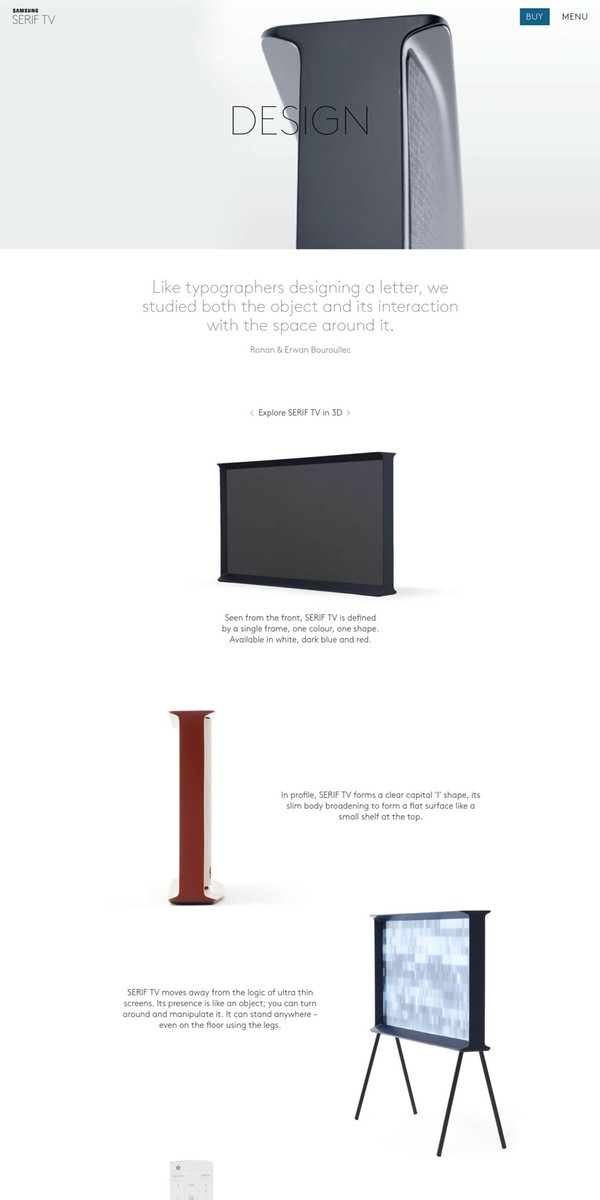 SAMSUNG
SERIF TV
BUY
MENU
DESIGN
Like typographers designing a letter, we
studied both the object and its interaction
with the space around it.
Ronan & Erwan Bouroullec
< Explore SERIF TV in 3D >
Seen from the front, SERIF TV is defined
by a single frame, one colour, one shape.
Available in white, dark blue and red.
In profile, SERIF TV forms a clear capital ‘I’ shape, its
slim body broadening to form a flat surface like a
small shelf at the top.
SERIF TV moves away from the logic of ultra thin
screens. Its presence is like an object; you can turn
around and manipulate it. It can stand anywhere –
even on the floor using the legs.